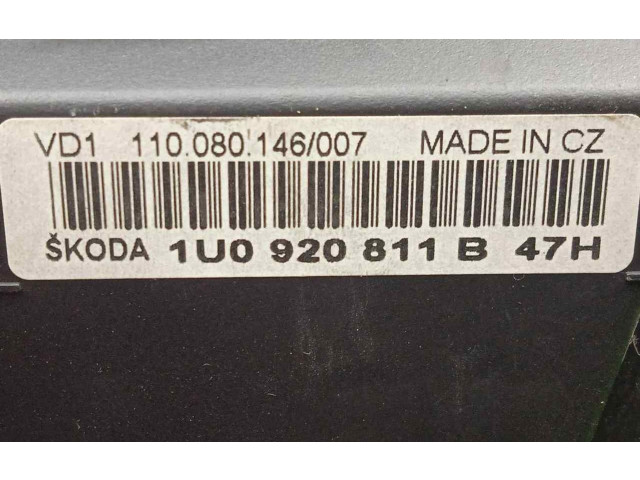 VD1 110.080.146/007 MADE IN CZ
ŠKODA 1U0 920 811 B 47H